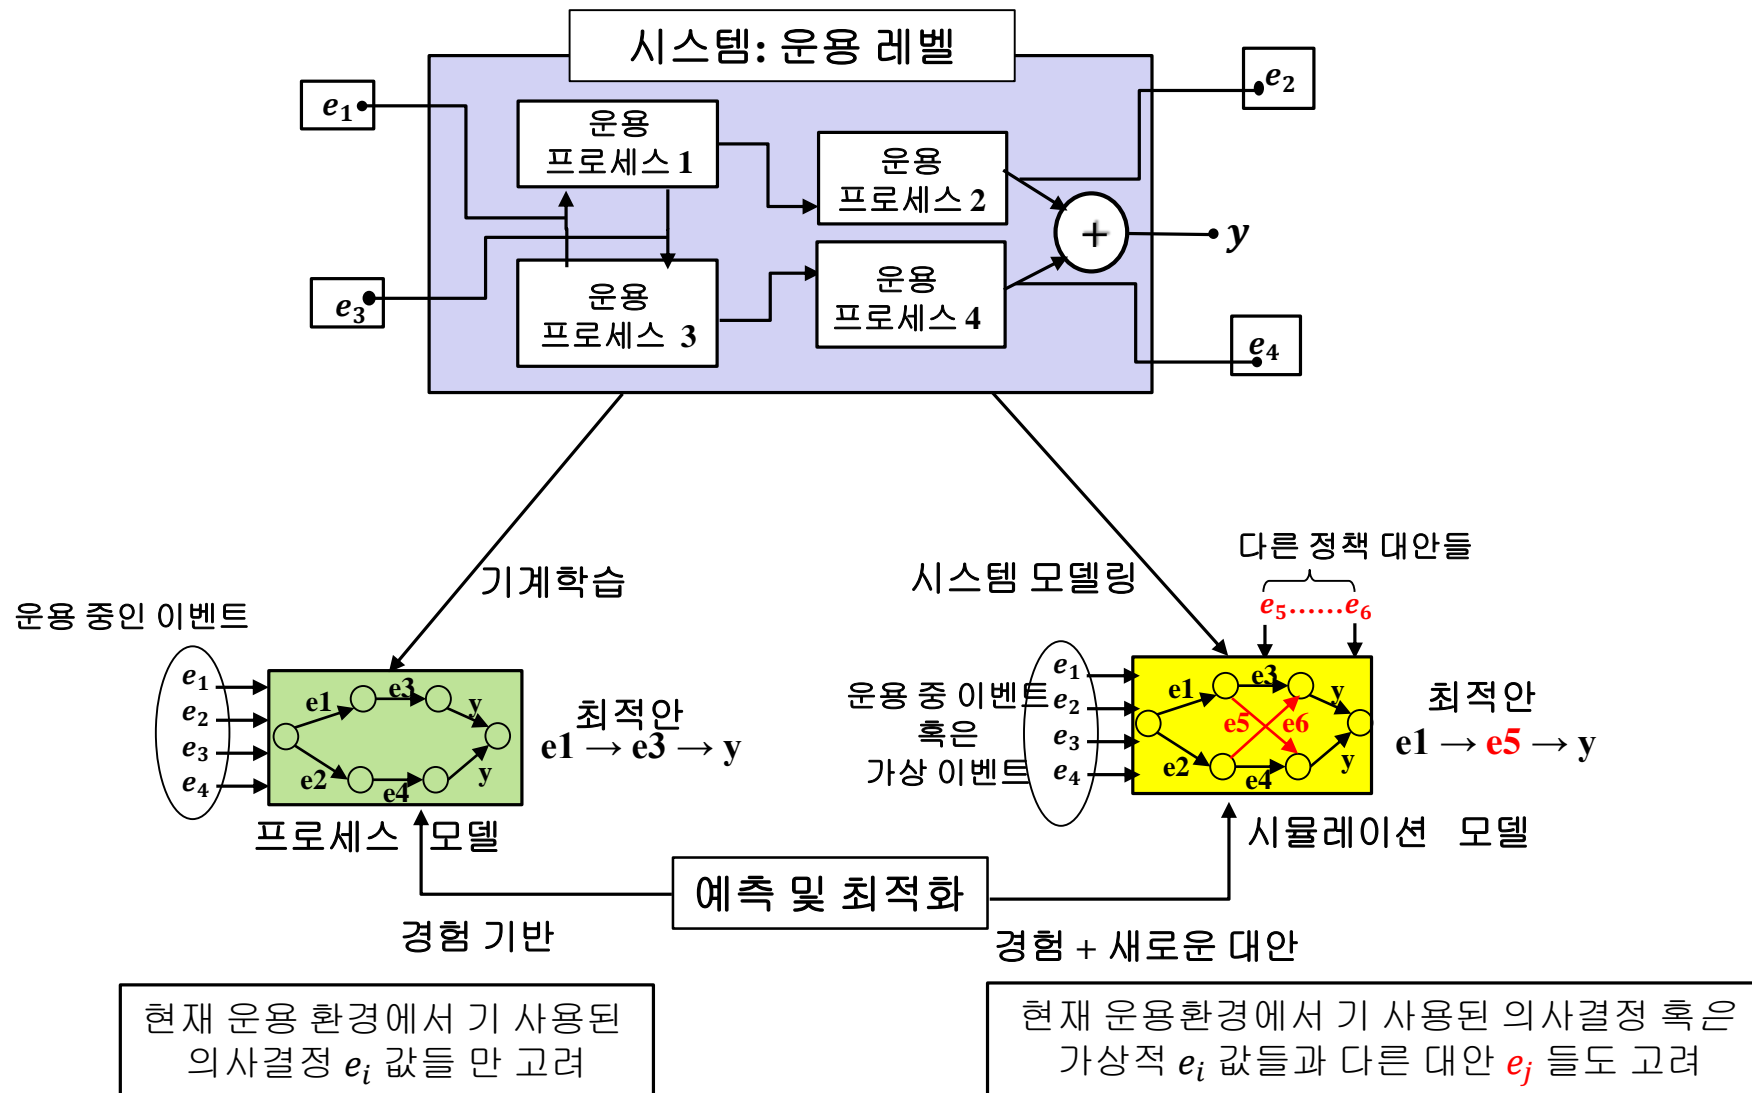 시스템: 운용 레벨
e₁
e₂
운용
프로세스 1
운용
프로세스 2
+
y
e₃
운용
프로세스 3
운용
프로세스 4
e₄
다른 정책 대안들
기계학습
시스템 모델링
e₅......e₆
운용 중인 이벤트
e₁
e₂
e₃
e₄
e1
e3
y
e2
e4
y
최적안
e1 → e3 → y
운용 중 이벤트
혹은
가상 이벤트
e₁
e₂
e₃
e₄
e1
e3
y
e5
e6
e2
e4
y
최적안
e1 → e5 → y
프로세스 모델
시뮬레이션 모델
예측 및 최적화
경험 기반
경험 + 새로운 대안
현재 운용 환경에서 기 사용된
의사결정 eᵢ 값들 만 고려
현재 운용환경에서 기 사용된 의사결정 혹은
가상적 eᵢ 값들과 다른 대안 eⱼ 들도 고려